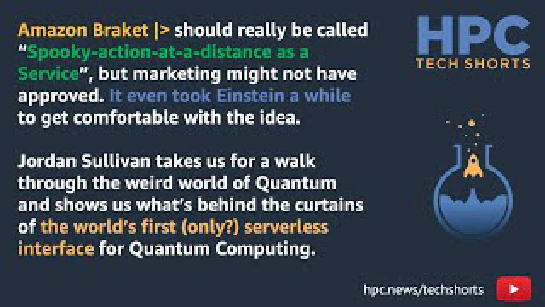 Amazon Braket |> should really be called
“Spooky-action-at-a-distance as a
Service”, but marketing might not have
approved. It even took Einstein a while
to get comfortable with the idea.
Jordan Sullivan takes us for a walk
through the weird world of Quantum
and shows us what’s behind the curtains
of the world’s first (only?) serverless
interface for Quantum Computing.
HPC
TECH SHORTS
hpc.news/techshorts